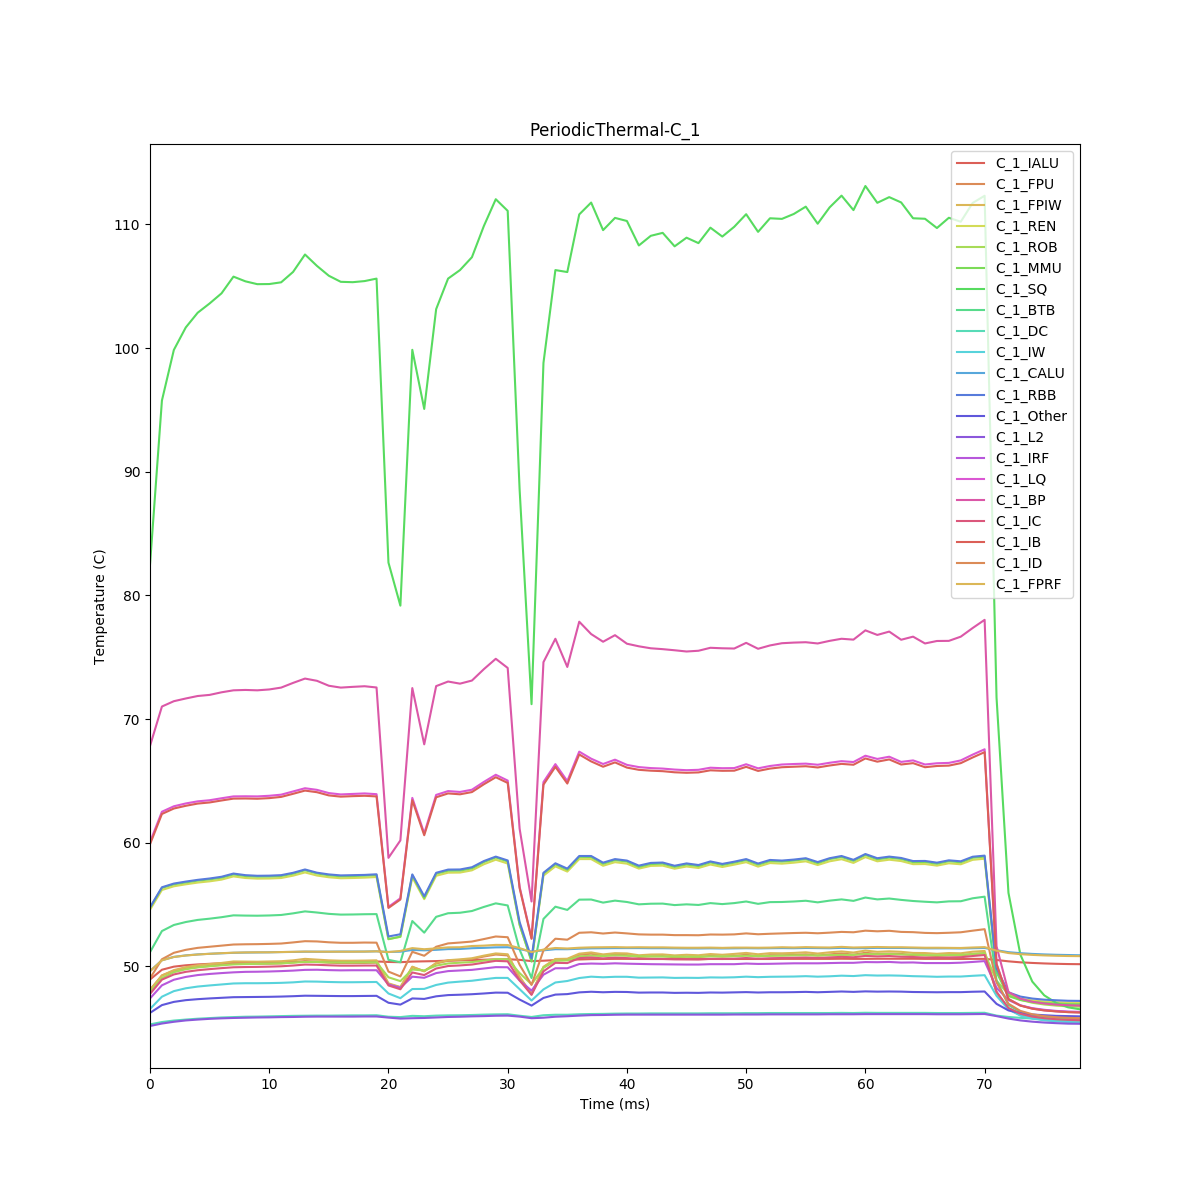 PeriodicThermal-C_1
C_1_IALU
C_1_FPU
C_1_FPIW
C_1_REN
C_1_ROB
C_1_MMU
C_1_SQ
C_1_BTB
C_1_DC
C_1_IW
C_1_CALU
C_1_RBB
C_1_Other
C_1_L2
C_1_IRF
C_1_LQ
C_1_BP
C_1_IC
C_1_IB
C_1_ID
C_1_FPRF
Temperature (C)
110
100
90
80
70
60
50
0 10 20 30 40 50 60 70
Time (ms)